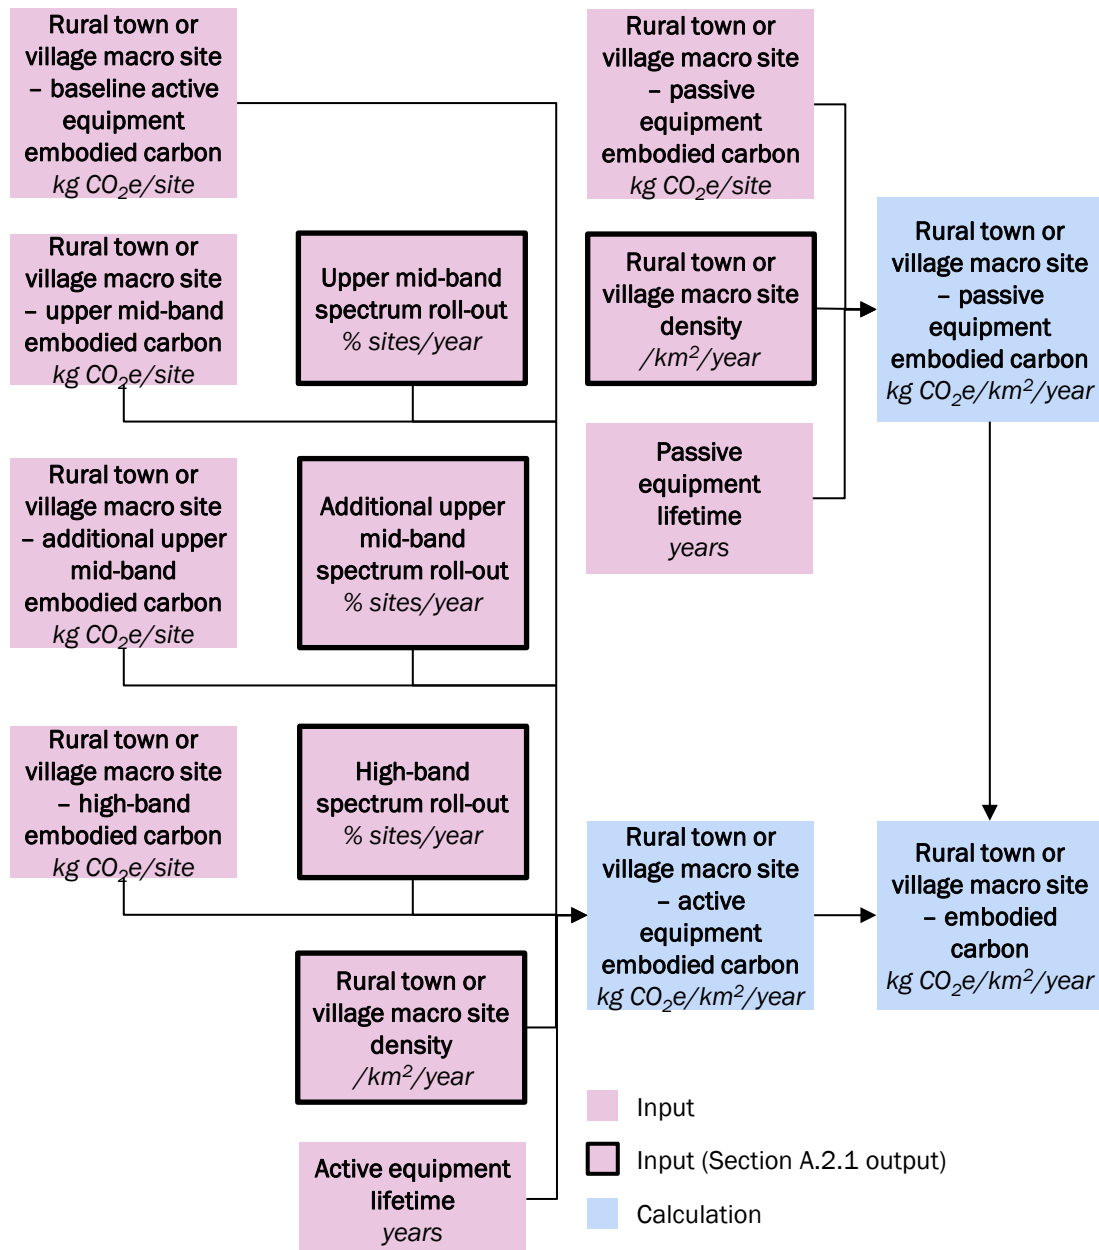 Rural town or
village macro site
– baseline active
equipment
embodied carbon
kg CO2e/site
Rural town or
village macro site
– passive
equipment
embodied carbon
kg CO2e/site
Rural town or
village macro site
– upper mid-band
embodied carbon
kg CO2e/site
Upper mid-band
spectrum roll-out
% sites/year
Rural town or
village macro site
density
/km²/year
Rural town or
village macro site
– passive
equipment
embodied carbon
kg CO2e/km²/year
Rural town or
village macro site
– additional upper
mid-band
embodied carbon
kg CO2e/site
Additional upper
mid-band
spectrum roll-out
% sites/year
Passive
equipment
lifetime
years
Rural town or
village macro site
– high-band
embodied carbon
kg CO2e/site
High-band
spectrum roll-out
% sites/year
Rural town or
village macro site
– active
equipment
embodied carbon
kg CO2e/km²/year
Rural town or
village macro site
– embodied
carbon
kg CO2e/km²/year
Rural town or
village macro site
density
/km²/year
Active equipment
lifetime
years
Input
Input (Section A.2.1 output)
Calculation